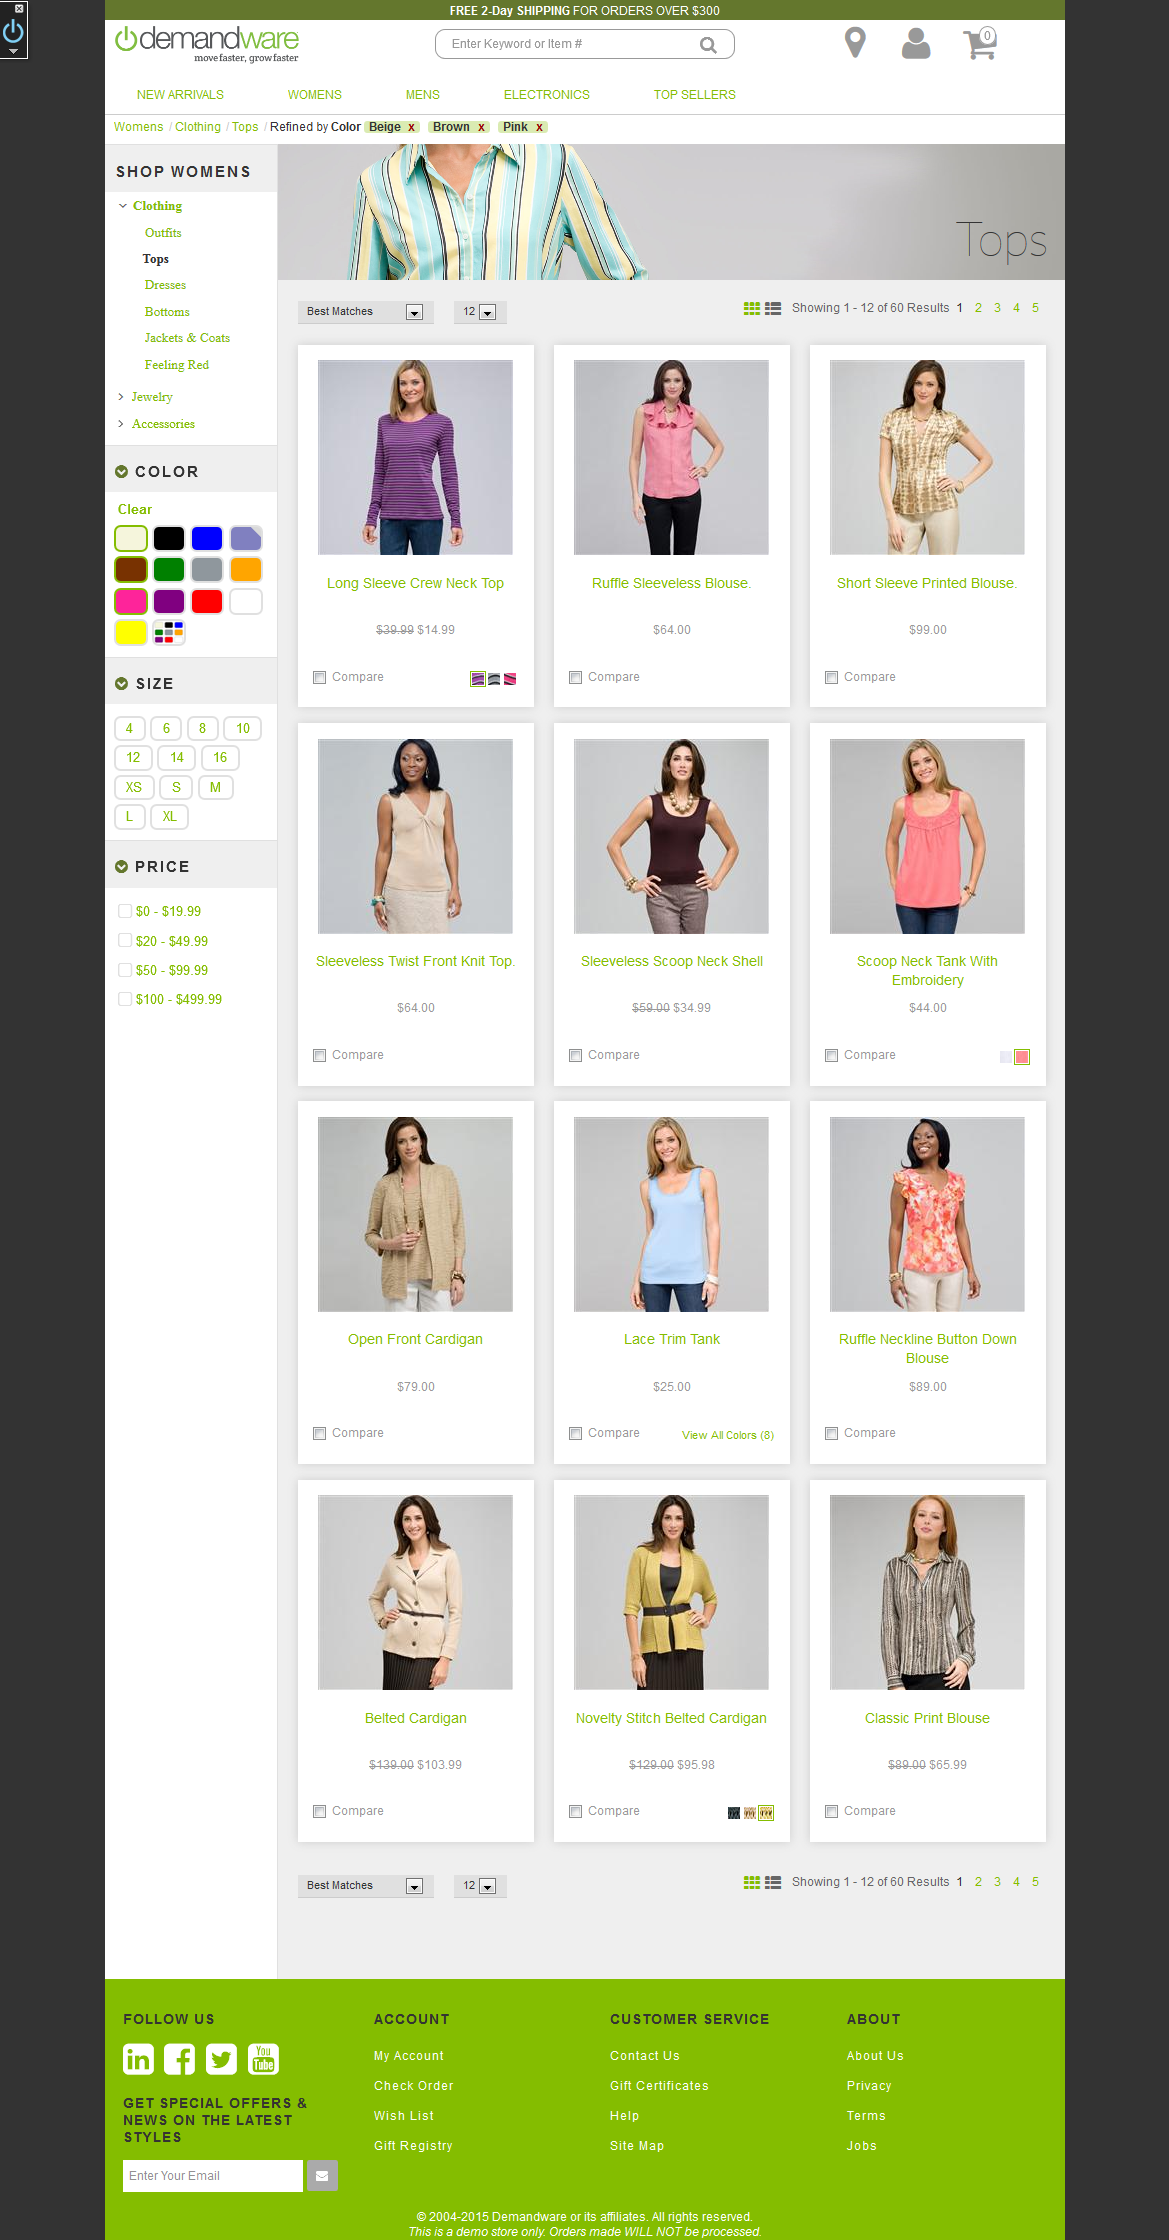 FREE 2-Day SHIPPING FOR ORDERS OVER $300
demandware
move faster, grow faster
Enter Keyword or Item #
0
NEW ARRIVALS WOMENS MENS ELECTRONICS TOP SELLERS
Womens / Clothing / Tops / Refined by Color Beige x Brown x Pink x
SHOP WOMENS
Clothing
Outfits
Tops
Dresses
Bottoms
Jackets & Coats
Feeling Red
Jewelry
Accessories
COLOR
Clear
SIZE
4 6 8 10
12 14 16
XS S M
L XL
PRICE
$0 - $19.99
$20 - $49.99
$50 - $99.99
$100 - $499.99
Tops
Best Matches 12 Showing 1 - 12 of 60 Results 1 2 3 4 5
Long Sleeve Crew Neck Top
$39.99 $14.99
Compare
Ruffle Sleeveless Blouse.
$64.00
Compare
Short Sleeve Printed Blouse.
$99.00
Compare
Sleeveless Twist Front Knit Top.
$64.00
Compare
Sleeveless Scoop Neck Shell
$59.00 $34.99
Compare
Scoop Neck Tank With
Embroidery
$44.00
Compare
Open Front Cardigan
$79.00
Compare
Lace Trim Tank
$25.00
Compare View All Colors (8)
Ruffle Neckline Button Down
Blouse
$89.00
Compare
Belted Cardigan
$139.00 $103.99
Compare
Novelty Stitch Belted Cardigan
$129.00 $95.98
Compare
Classic Print Blouse
$89.00 $65.99
Compare
Best Matches 12 Showing 1 - 12 of 60 Results 1 2 3 4 5
FOLLOW US
in f You Tube
GET SPECIAL OFFERS &
NEWS ON THE LATEST
STYLES
Enter Your Email
ACCOUNT
My Account
Check Order
Wish List
Gift Registry
CUSTOMER SERVICE
Contact Us
Gift Certificates
Help
Site Map
ABOUT
About Us
Privacy
Terms
Jobs
© 2004-2015 Demandware or its affiliates. All rights reserved.
This is a demo store only. Orders made WILL NOT be processed.